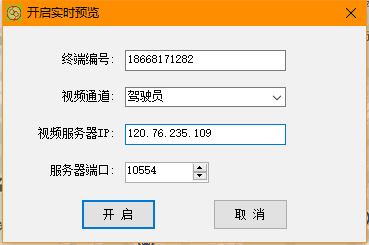 开启实时预览
终端编号: 18668171282
视频通道: 驾驶员
视频服务器IP: 120.76.235.109
服务器端口: 10554
开 启 取 消